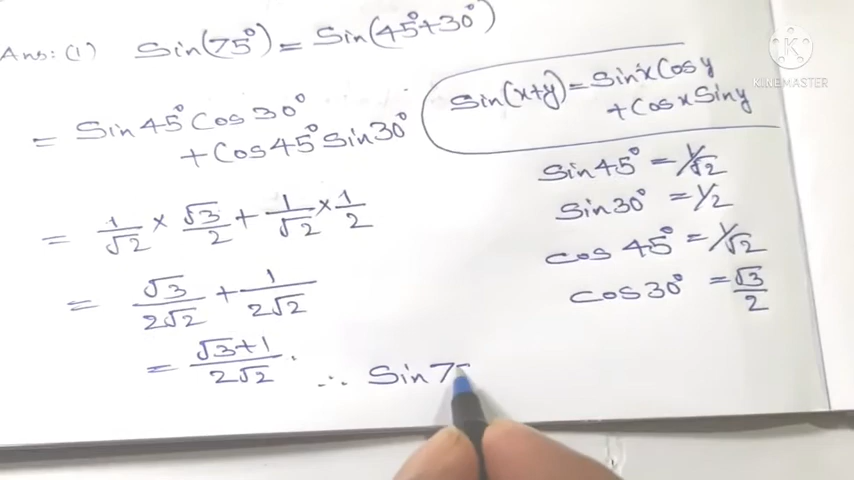 Ans: (1) Sin(75°) = Sin(45°+30°)
= Sin45° Cos30°
+ Cos45° Sin30°
Sin(x+y) = Sinx Cosy
+ Cosx Siny
= 1/√2 × √3/2 + 1/√2 × 1/2
= √3/2√2 + 1/2√2
= √3+1/2√2 .
∴ Sin7
Sin45° = 1/√2
Sin30° = 1/2
Cos 45° = 1/√2
Cos30° = √3/2
KINEMASTER